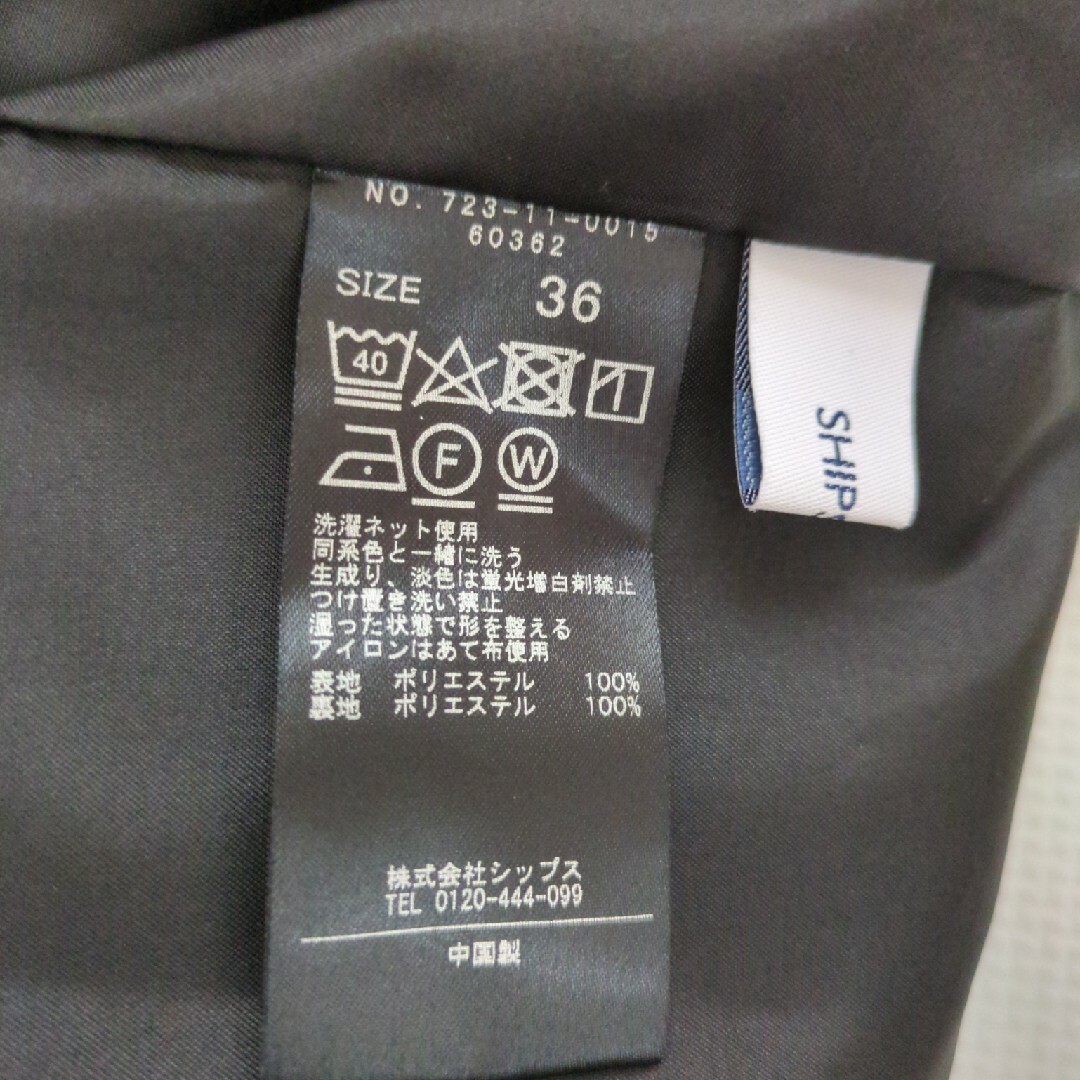 NO. 723-11-0015
60362
SIZE 36
40
F W
洗濯ネット使用
同系色と一緒に洗う
生成り、淡色は蛍光増白剤禁止
つけ置き洗い禁止
湿った状態で形を整える
アイロンはあて布使用
表地 ポリエステル 100%
裏地 ポリエステル 100%
株式会社シップス
TEL 0120-444-099
中国製